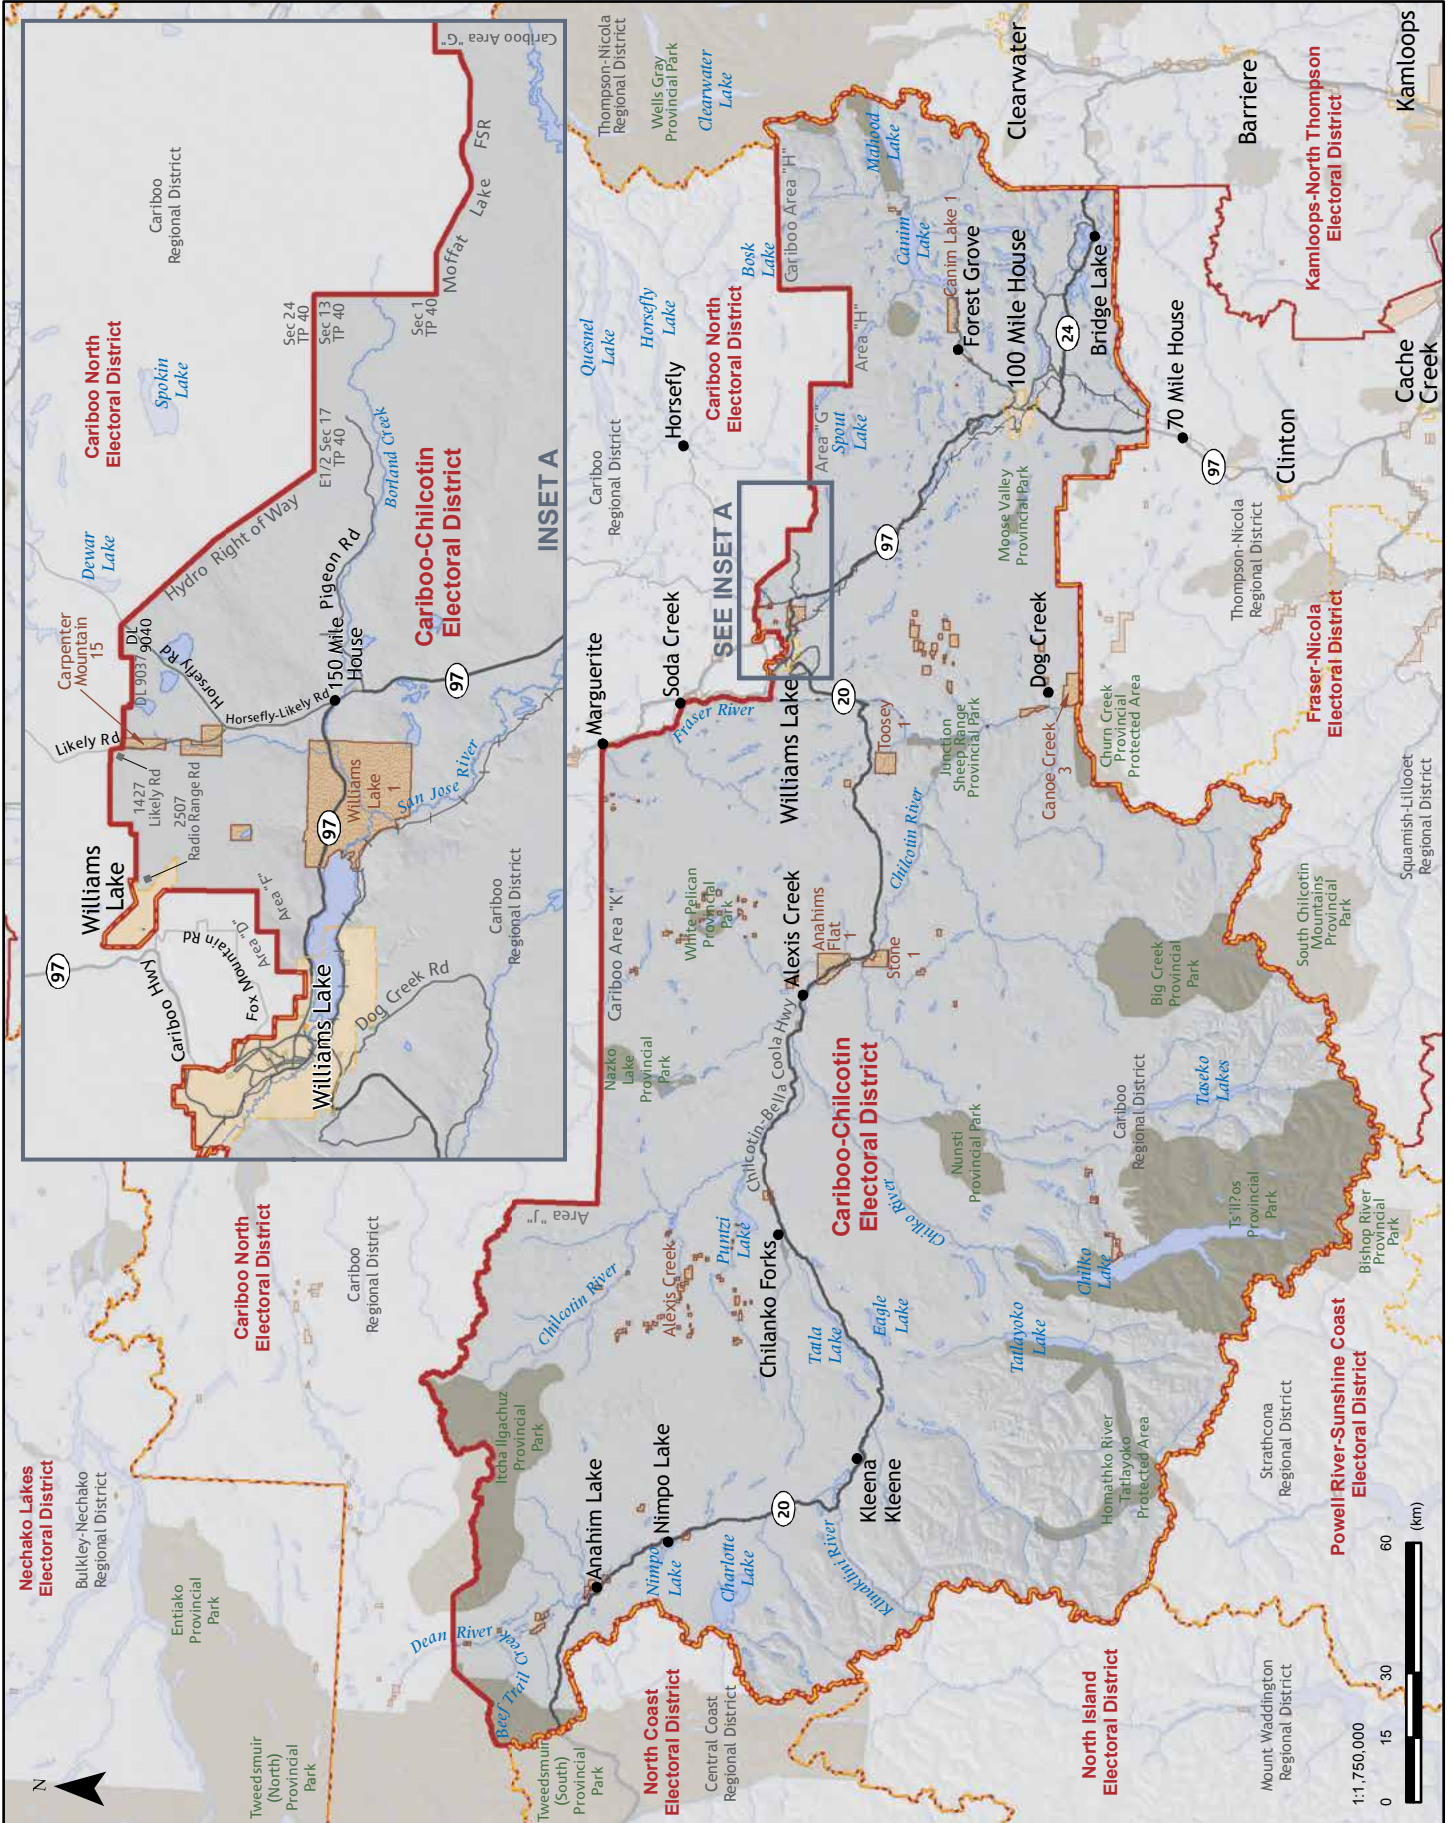 N
Nechako Lakes
Electoral District
Bulkley-Nechako
Regional District
Entiako
Provincial
Park
Tweedsmuir
(North)
Provincial
Park
Cariboo North
Electoral District
Cariboo
Regional District
Carpenter
Mountain
15
Likely Rd
1427
Likely Rd
2507
Radio Range Rd
DL 9037
DL
9040
Dewar
Lake
Hydro Right of Way
Cariboo North
Electoral District
Spokin
Lake
Cariboo
Regional District
Sec 24
TP 40
Sec 13
TP 40
Sec 1
TP 40
E1/2 Sec 17
TP 40
Moffat Lake FSR
Cariboo Area "G"
97
Williams
Lake
Cariboo Hwy
Fox Mountain Rd
Area "D"
Area "F"
Horsefly Rd
Horsefly-Likely Rd
150 Mile
House
Pigeon Rd
Borland Creek
Williams Lake
Williams
Lake
1
97
San Jose River
97
Dog Creek Rd
Cariboo
Regional District
Cariboo-Chilcotin
Electoral District
INSET A
Thompson-Nicola
Regional District
Wells Gray
Provincial Park
Clearwater
Lake
Quesnel
Lake
Horsefly
Lake
Bosk
Lake
Horsefly
Cariboo North
Electoral District
Cariboo
Regional District
Cariboo Area "H"
Area "H"
Area "G"
Spout
Lake
Mahood
Lake
Canim
Lake
Canim Lake 1
Forest Grove
Clearwater
100 Mile House
24
Bridge Lake
70 Mile House
97
Clinton
Cache
Creek
Barriere
Kamloops-North Thompson
Electoral District
Kamloops
Marguerite
Soda Creek
Fraser River
SEE INSET A
Williams Lake
20
97
Toosey
1
Moose Valley
Provincial Park
Junction
Sheep Range
Provincial Park
Dog Creek
Canoe Creek
3
Churn Creek
Provincial
Protected Area
Thompson-Nicola
Regional District
Fraser-Nicola
Electoral District
Squamish-Lillooet
Regional District
Chilcotin River
Cariboo Area "K"
Area "J"
White Pelican
Provincial
Park
Nazko
Lake
Provincial
Park
Alexis Creek
Anahims
Flat
1
Stone
1
Chilcotin-Bella Coola Hwy
Cariboo-Chilcotin
Electoral District
Big Creek
Provincial
Park
South Chilcotin
Mountains
Provincial
Park
Nunsti
Provincial Park
Cariboo
Regional District
Taseko
Lakes
Ts'il?os
Provincial
Park
Bishop River
Provincial
Park
Chilko River
Chilko
Lake
Chilcotin River
Alexis Creek
Puntzi
Lake
Chilanko Forks
Tatla
Lake
Eagle
Lake
Tatlayoko
Lake
Itcha Ilgachuz
Provincial
Park
Anahim Lake
Nimpo Lake
Nimpo
Lake
Charlotte
Lake
20
Kleena
Kleene
Klinaklini River
Homathko River
Tatlayoko
Protected Area
Dean River
Beef Trail Creek
Tweedsmuir
(South)
Provincial
Park
North Coast
Electoral District
Central Coast
Regional District
North Island
Electoral District
Mount Waddington
Regional District
Strathcona
Regional District
Powell River-Sunshine Coast
Electoral District
1:1,750,000
0 15 30 60
(km)